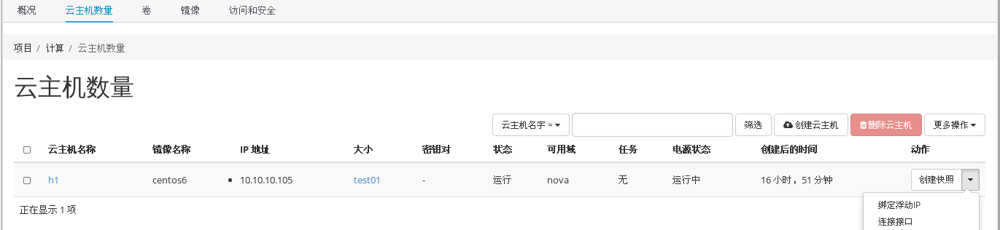 概况 云主机数量 卷 镜像 访问和安全
项目 / 计算 / 云主机数量
云主机数量
云主机名字 = 筛选 创建云主机 删除云主机 更多操作
云主机名称 镜像名称 IP 地址 大小 密钥对 状态 可用域 任务 电源状态 创建后的时间 动作
h1 centos6 • 10.10.10.105 test01 - 运行 nova 无 运行中 16 小时，51 分钟 创建快照
正在显示 1 项
绑定浮动IP
连接接口